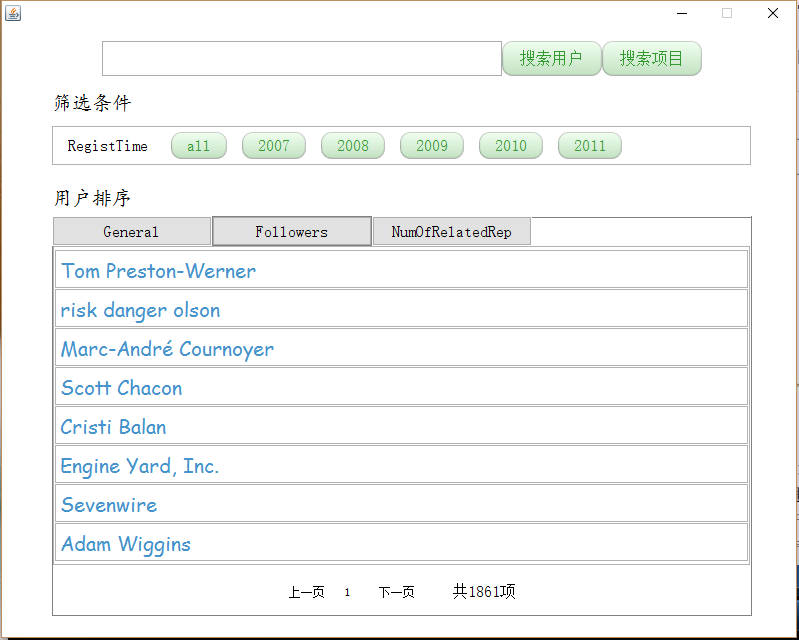 搜索用户 搜索项目
筛选条件
RegistTime all 2007 2008 2009 2010 2011
用户排序
General Followers NumOfRelatedRep
Tom Preston-Werner
risk danger olson
Marc-André Cournoyer
Scott Chacon
Cristi Balan
Engine Yard, Inc.
Sevenwire
Adam Wiggins
上一页 1 下一页 共1861项